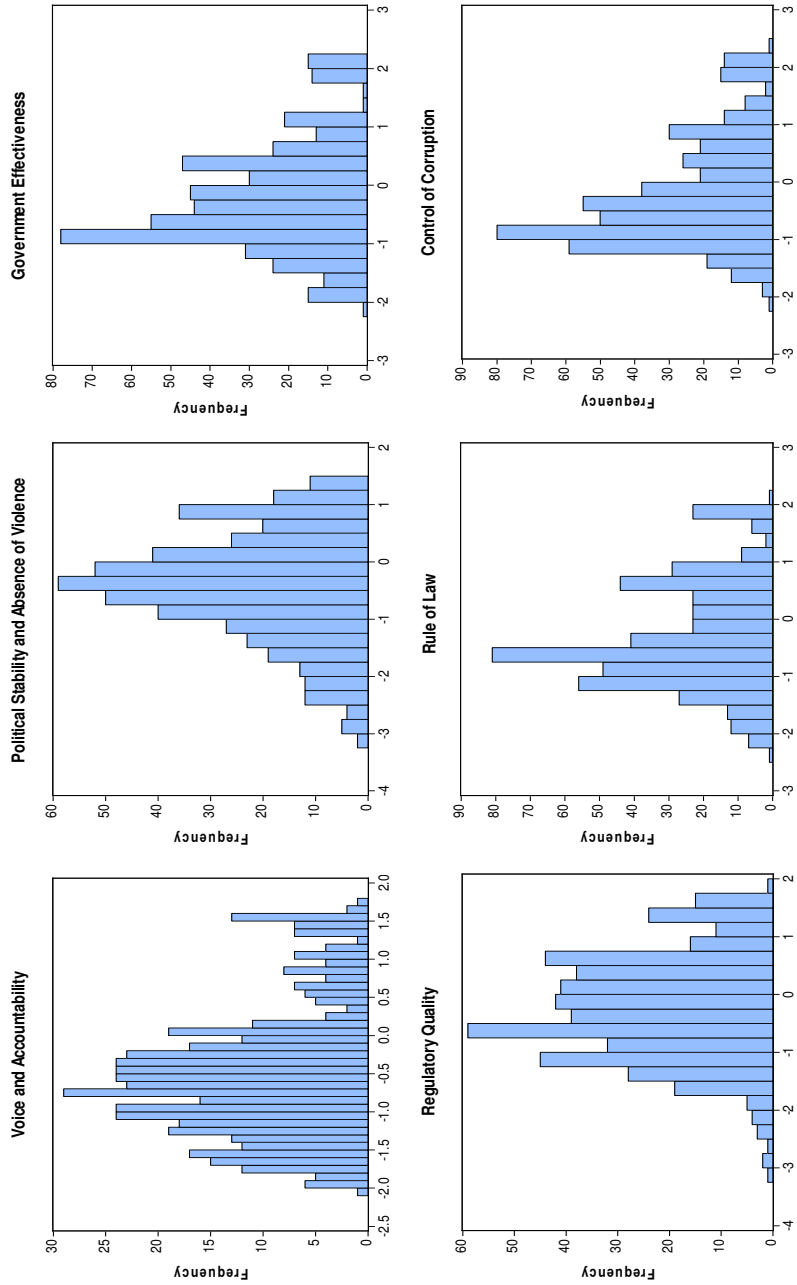 Voice and Accountability
30
25
20
15
10
5
0
Frequency
-2.5 -2.0 -1.5 -1.0 -0.5 0.0 0.5 1.0 1.5 2.0
Political Stability and Absence of Violence
60
50
40
30
20
10
0
Frequency
-4 -3 -2 -1 0 1 2
Government Effectiveness
80
70
60
50
40
30
20
10
0
Frequency
-3 -2 -1 0 1 2 3
Regulatory Quality
60
50
40
30
20
10
0
Frequency
-4 -3 -2 -1 0 1 2
Rule of Law
90
80
70
60
50
40
30
20
10
0
Frequency
-3 -2 -1 0 1 2 3
Control of Corruption
90
80
70
60
50
40
30
20
10
0
Frequency
-3 -2 -1 0 1 2 3